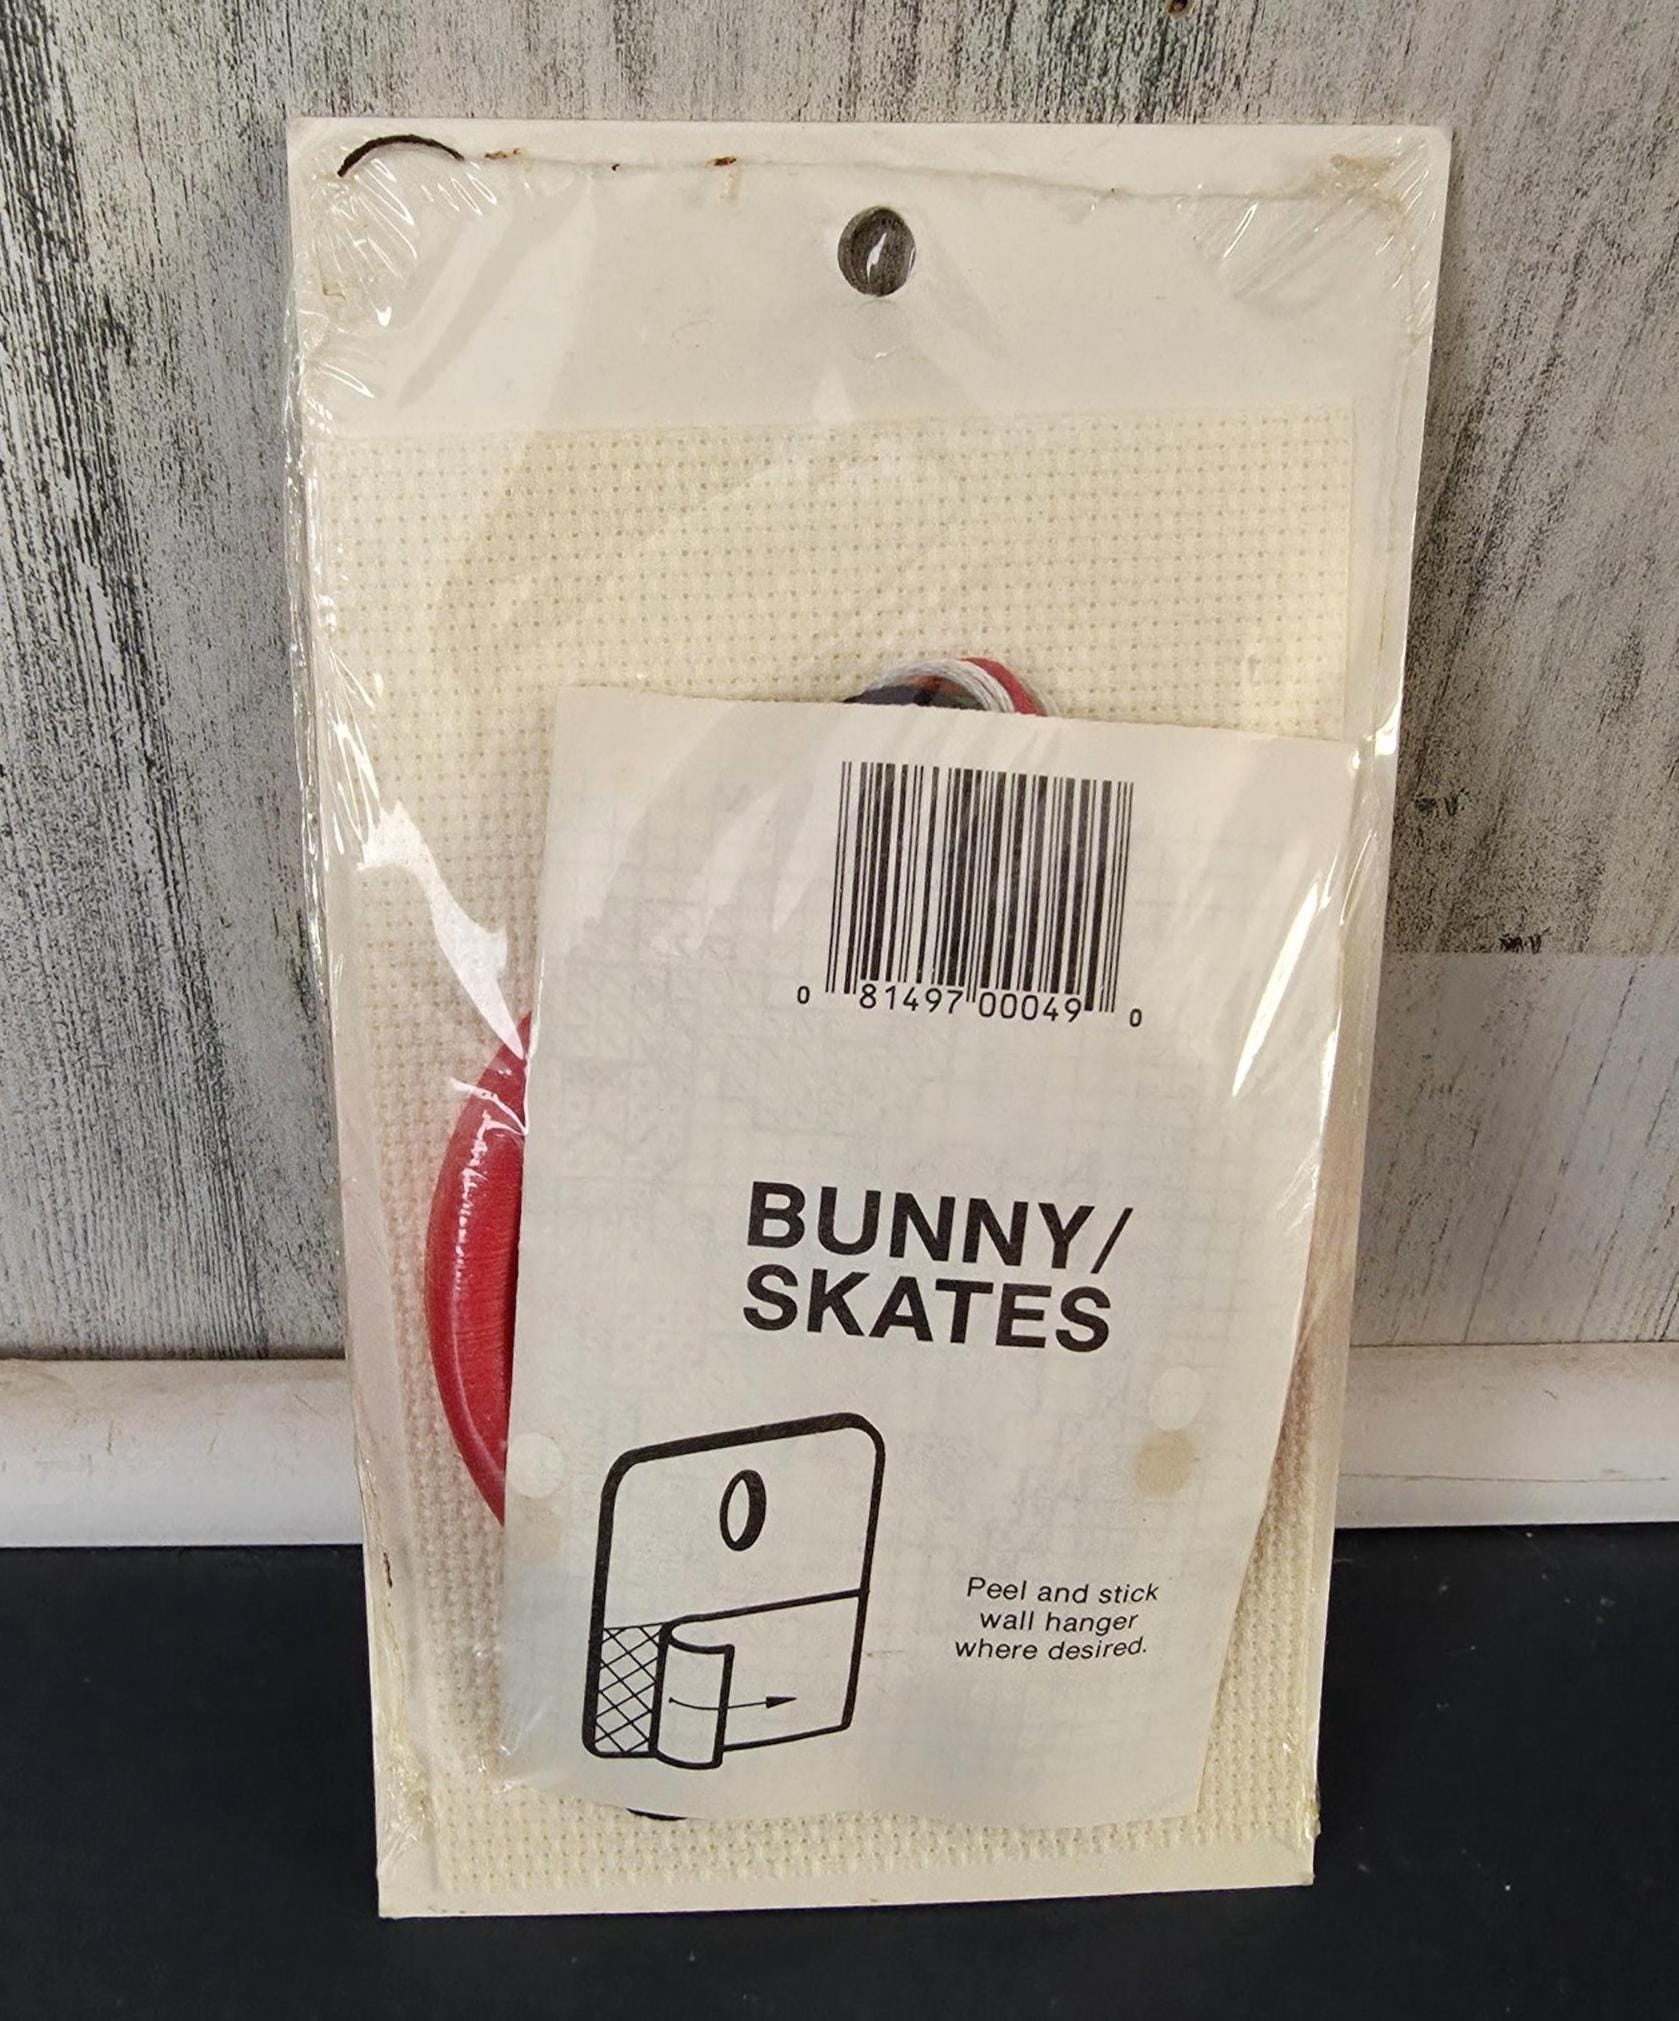 0 81497 00049 0
BUNNY/
SKATES
Peel and stick
wall hanger
where desired.